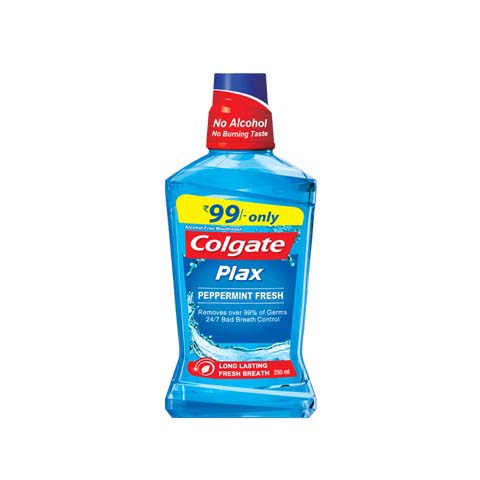 No Alcohol
No Burning Taste
₹99/- only
Alcohol Free Mouthwash
Colgate
Plax
PEPPERMINT FRESH
Removes over 99% of Germs
24/7 Bad Breath Control
LONG LASTING
FRESH BREATH 250 ml